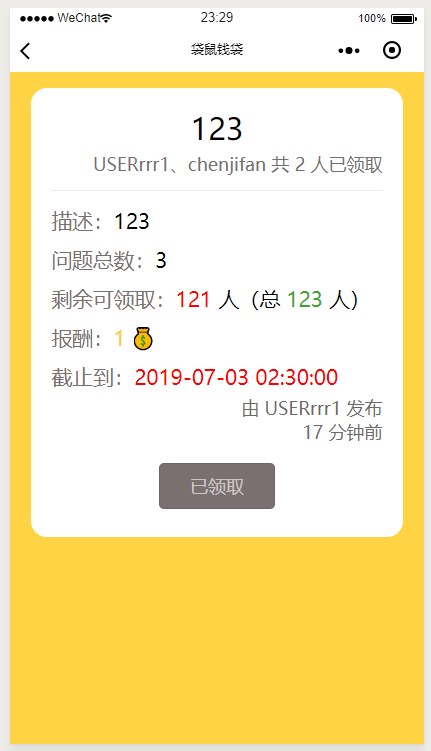 WeChat 23:29 100%
袋鼠钱袋
123
USERrrr1、chenjifan 共 2 人已领取
描述：123
问题总数：3
剩余可领取：121 人（总 123 人）
报酬：1
截止到：2019-07-03 02:30:00
由 USERrrr1 发布
17 分钟前
已领取